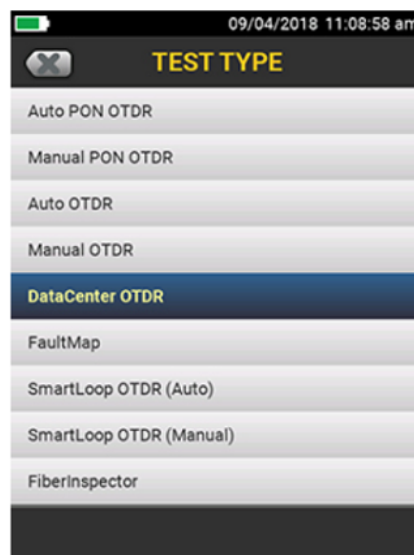 09/04/2018 11:08:58 am
TEST TYPE
Auto PON OTDR
Manual PON OTDR
Auto OTDR
Manual OTDR
DataCenter OTDR
FaultMap
SmartLoop OTDR (Auto)
SmartLoop OTDR (Manual)
FiberInspector